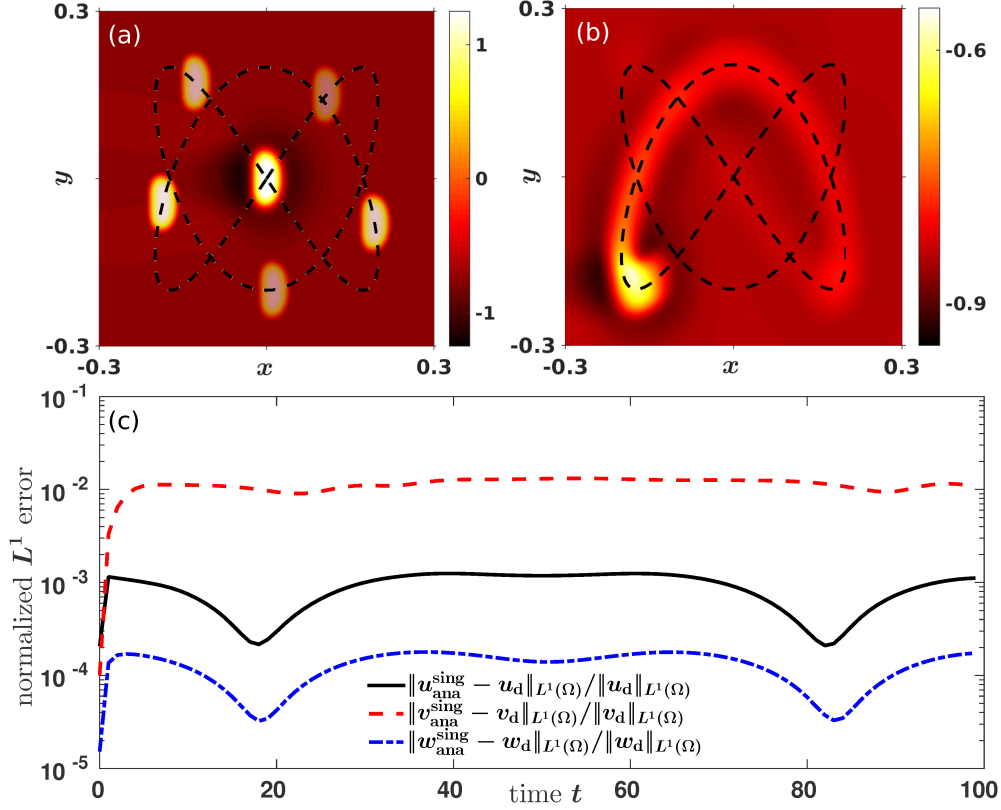 0.3
(a)
1
0
-1
y
-0.3
-0.3
x
0.3
0.3
(b)
-0.6
-0.9
y
-0.3
-0.3
x
0.3
(c)
10^-1
10^-2
10^-3
10^-4
10^-5
normalized L^1 error
‖u_ana^sing − u_d‖_{L^1(Ω)}/‖u_d‖_{L^1(Ω)}
‖v_ana^sing − v_d‖_{L^1(Ω)}/‖v_d‖_{L^1(Ω)}
‖w_ana^sing − w_d‖_{L^1(Ω)}/‖w_d‖_{L^1(Ω)}
0 20 40 60 80 100
time t